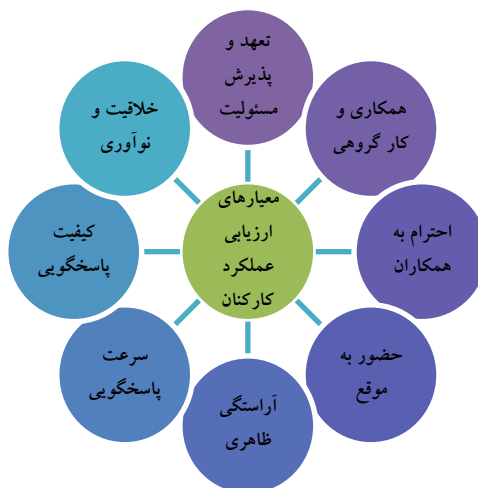 معیارهای
ارزیابی
عملکرد
کارکنان
تعهد و
پذیرش
مسئولیت
همکاری و
کار گروهی
احترام به
همکاران
حضور به
موقع
آراستگی
ظاهری
سرعت
پاسخگویی
کیفیت
پاسخگویی
خلاقیت و
نوآوری